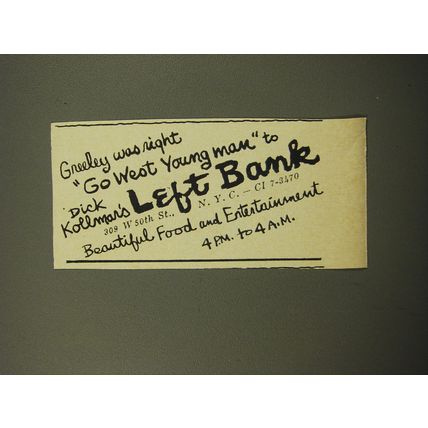 Greeley was right
"Go West Young man" to
Dick
Kollmar's Left Bank
309 W 50th St., N. Y. C. — CI 7-3470
Beautiful Food and Entertainment
4 P.M. to 4 A.M.